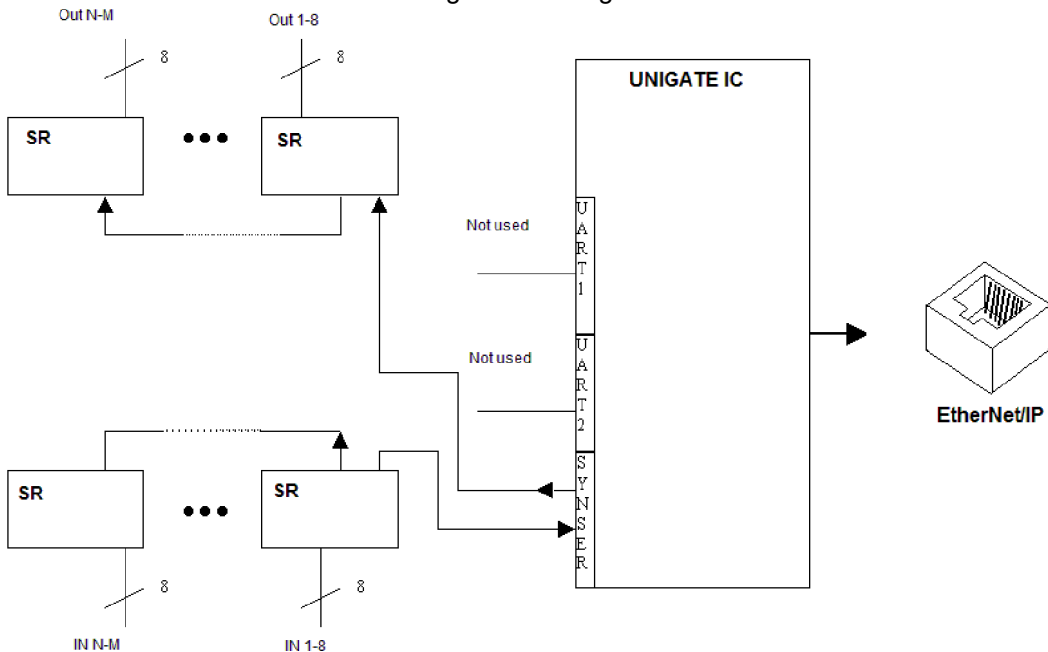 Out N-M
Out 1-8
8
8
UNIGATE IC
SR
SR
UART1
Not used
Not used
UART2
EtherNet/IP
SYNSER
SR
SR
8
8
IN N-M
IN 1-8